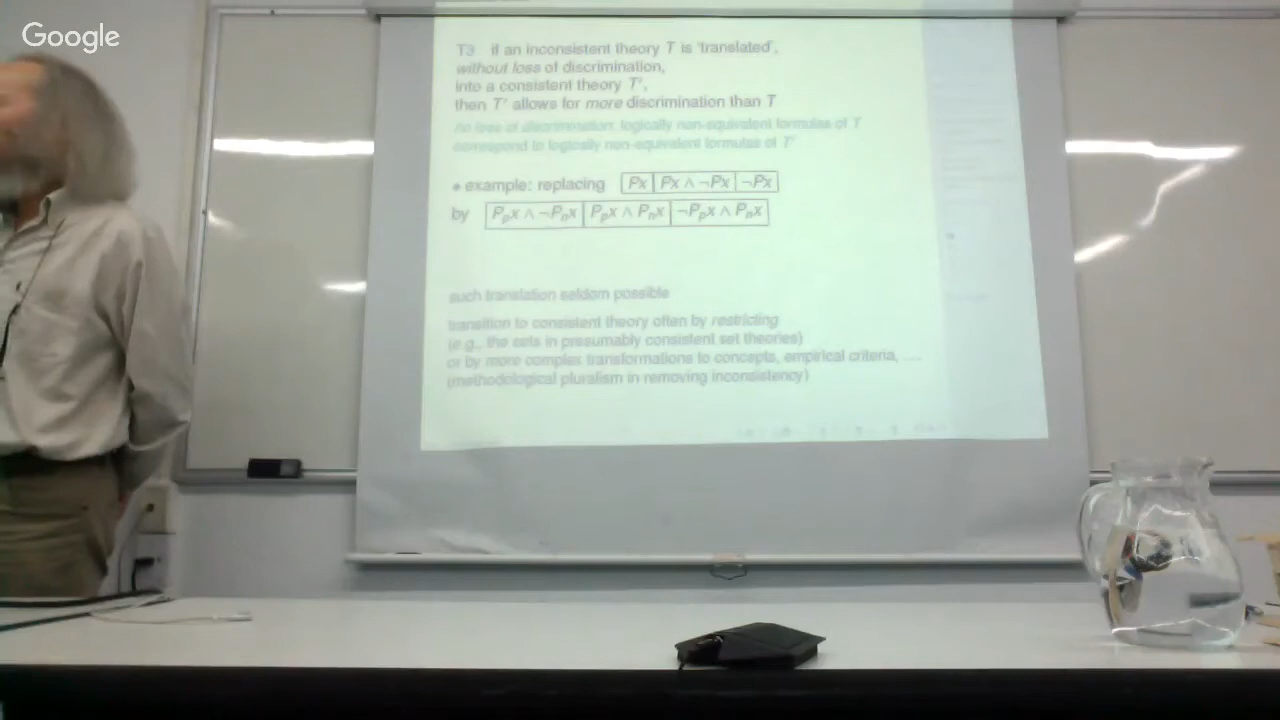 Google
T3 if an inconsistent theory T is 'translated',
without loss of discrimination,
into a consistent theory T',
then T' allows for more discrimination than T
no loss of discrimination: logically non-equivalent formulas of T
correspond to logically non-equivalent formulas of T'
• example: replacing Px Px ∧ ¬Px ¬Px
by Pₚx ∧ ¬Pₙx Pₚx ∧ Pₙx ¬Pₚx ∧ Pₙx
such translation seldom possible
transition to consistent theory often by restricting
(e.g., the sets in presumably consistent set theories)
or by more complex transformations to concepts, empirical criteria, ...
(methodological pluralism in removing inconsistency)